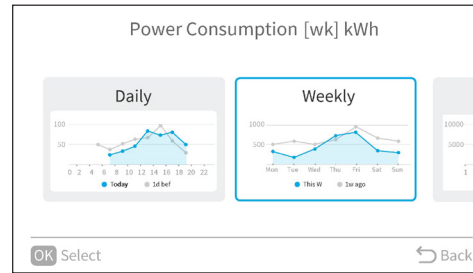 Power Consumption [wk] kWh
Daily
100
50
0 2 4 6 8 10 12 14 16 18 20 22
Today 1d bef
Weekly
1000
500
Mon Tue Wed Thu Fri Sat Sun
This W 1w ago
10000
5000
1
OK Select
Back